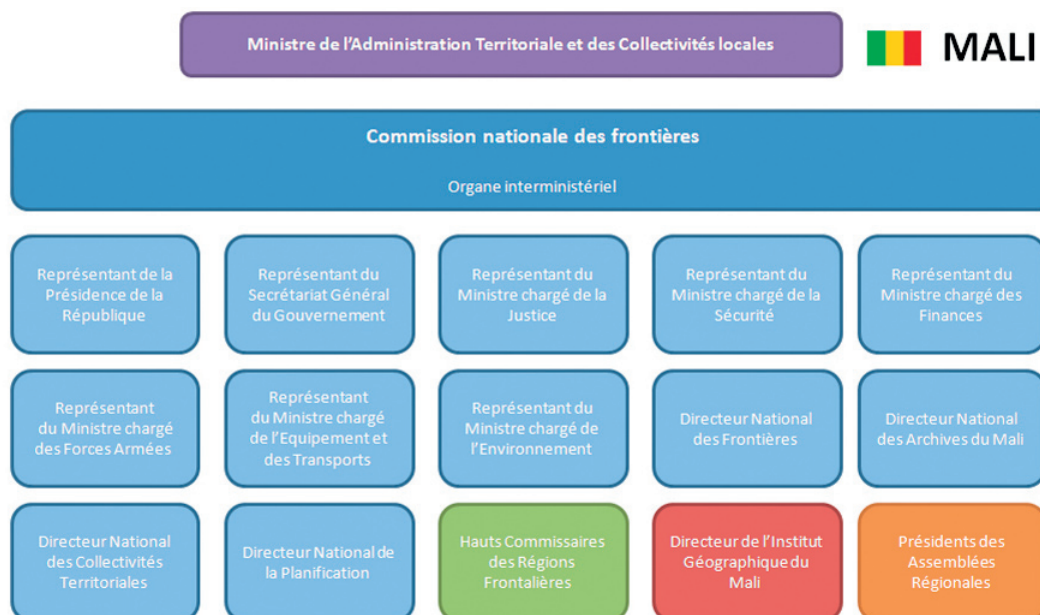 Ministre de l'Administration Territoriale et des Collectivités locales
MALI
Commission nationale des frontières
Organe interministériel
Représentant de la
Présidence de la
République
Représentant du
Secrétariat Général
du Gouvernement
Représentant du
Ministre chargé de la
Justice
Représentant du
Ministre chargé de la
Sécurité
Représentant du
Ministre chargé des
Finances
Représentant
du Ministre chargé
des Forces Armées
Représentant
du Ministre chargé
de l'Equipement et
des Transports
Représentant du
Ministre chargé de
l'Environnement
Directeur National
des Frontières
Directeur National
des Archives du Mali
Directeur National
des Collectivités
Territoriales
Directeur National de
la Planification
Hauts Commissaires
des Régions
Frontalières
Directeur de l'Institut
Géographique du
Mali
Présidents des
Assemblées
Régionales